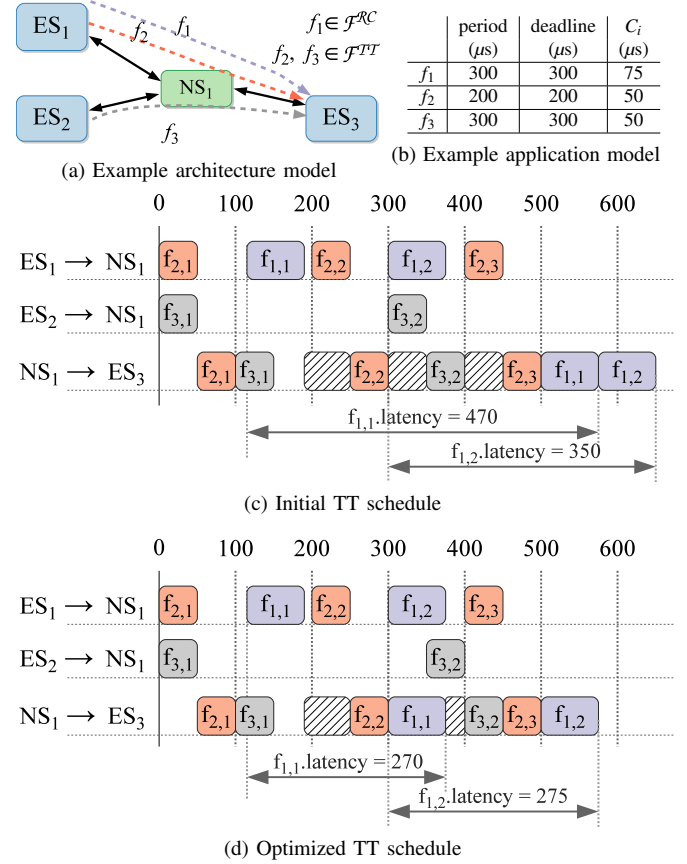 ES₁
f₁
f₂
f₁ ∈ 𝓕ᴿᶜ
f₂, f₃ ∈ 𝓕ᵀᵀ
NS₁
ES₂
ES₃
f₃
(a) Example architecture model
period (μs) deadline (μs) Cᵢ (μs)
f₁ 300 300 75
f₂ 200 200 50
f₃ 300 300 50
(b) Example application model
0 100 200 300 400 500 600
ES₁ → NS₁ f₂,₁ f₁,₁ f₂,₂ f₁,₂ f₂,₃
ES₂ → NS₁ f₃,₁ f₃,₂
NS₁ → ES₃ f₂,₁ f₃,₁ f₂,₂ f₃,₂ f₂,₃ f₁,₁ f₁,₂
f₁,₁.latency = 470
f₁,₂.latency = 350
(c) Initial TT schedule
0 100 200 300 400 500 600
ES₁ → NS₁ f₂,₁ f₁,₁ f₂,₂ f₁,₂ f₂,₃
ES₂ → NS₁ f₃,₁ f₃,₂
NS₁ → ES₃ f₂,₁ f₃,₁ f₂,₂ f₁,₁ f₃,₂ f₂,₃ f₁,₂
f₁,₁.latency = 270
f₁,₂.latency = 275
(d) Optimized TT schedule